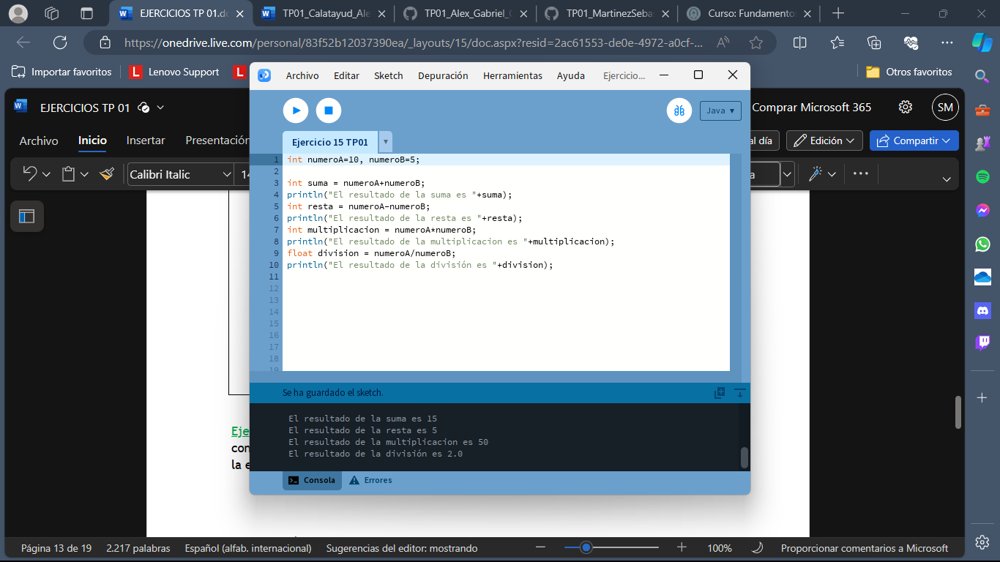 EJERCICIOS TP 01.do
TP01_Calatayud_Ale
TP01_Alex_Gabriel_C
TP01_MartinezSeba
Curso: Fundamento
https://onedrive.live.com/personal/83f52b12037390ea/_layouts/15/doc.aspx?resid=2ac61553-de0e-4972-a0cf-...
Importar favoritos
Lenovo Support
Otros favoritos
Archivo Editar Sketch Depuración Herramientas Ayuda Ejercicio...
EJERCICIOS TP 01
Comprar Microsoft 365
SM
Java
Archivo Inicio Insertar Presentación
al día
Edición
Compartir
Calibri Italic
14
a
Ejercicio 15 TP01
1 int numeroA=10, numeroB=5;
2
3 int suma = numeroA+numeroB;
4 println("El resultado de la suma es "+suma);
5 int resta = numeroA-numeroB;
6 println("El resultado de la resta es "+resta);
7 int multiplicacion = numeroA*numeroB;
8 println("El resultado de la multiplicacion es "+multiplicacion);
9 float division = numeroA/numeroB;
10 println("El resultado de la división es "+division);
11
12
13
14
15
16
17
18
19
Se ha guardado el sketch.
El resultado de la suma es 15
El resultado de la resta es 5
El resultado de la multiplicacion es 50
El resultado de la división es 2.0
Consola Errores
Eje
con
la e
Página 13 de 19 2.217 palabras Español (alfab. internacional) Sugerencias del editor: mostrando 100% Proporcionar comentarios a Microsoft